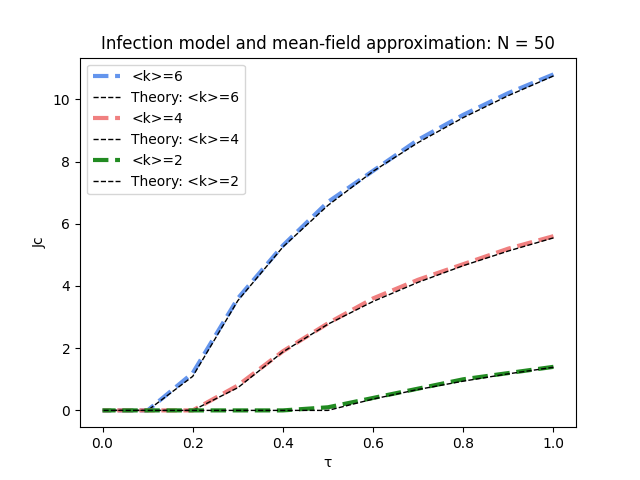 Infection model and mean-field approximation: N = 50
<k>=6
Theory: <k>=6
<k>=4
Theory: <k>=4
<k>=2
Theory: <k>=2
Jc
10
8
6
4
2
0
0.0 0.2 0.4 0.6 0.8 1.0
τ